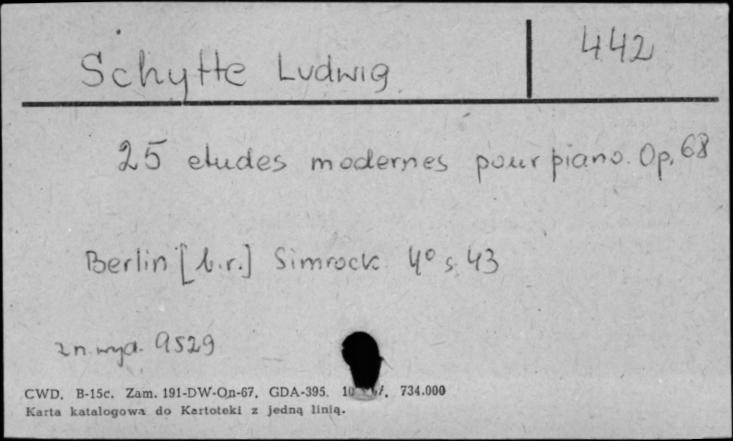 Schytte Ludwig 442
25 etudes modernes pour piano. Op. 68
Berlin [b.r.] Simrock 4° s. 43
zn. wyd. 9529
CWD. B-15c. Zam. 191-DW-On-67. GDA-395. 734.000
Karta katalogowa do Kartoteki z jedną linią.